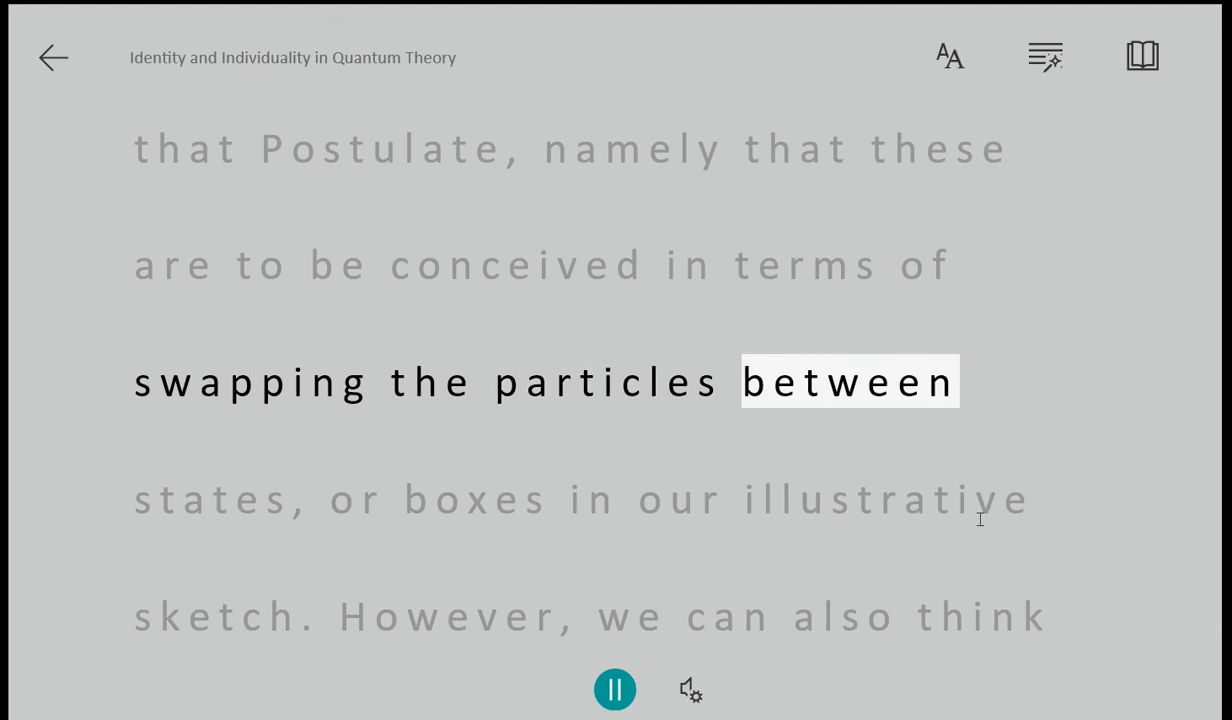 Identity and Individuality in Quantum Theory
that Postulate, namely that these
are to be conceived in terms of
swapping the particles between
states, or boxes in our illustrative
sketch. However, we can also think